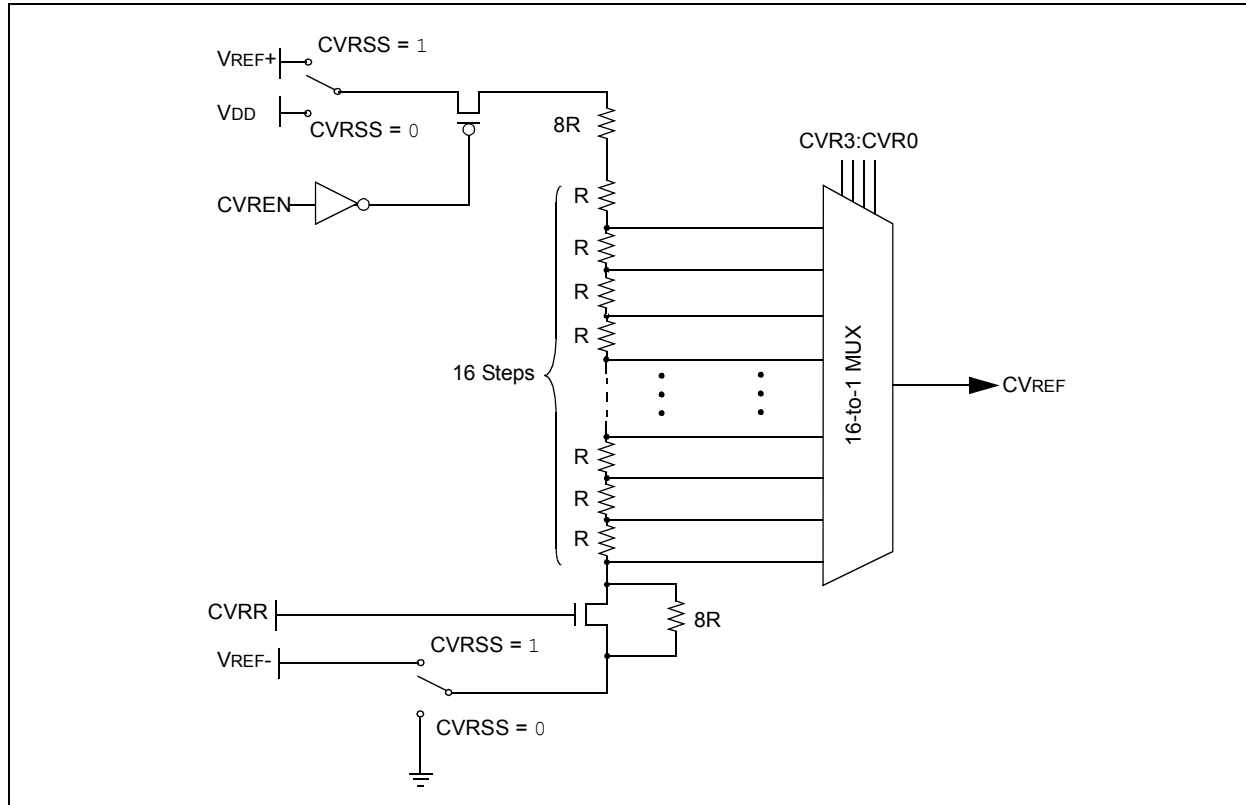 CVRSS = 1
VREF+
VDD
CVRSS = 0
8R
CVR3:CVR0
CVREN
R
R
R
R
16 Steps
16-to-1 MUX
CVREF
R
R
R
CVRR
8R
CVRSS = 1
VREF-
CVRSS = 0